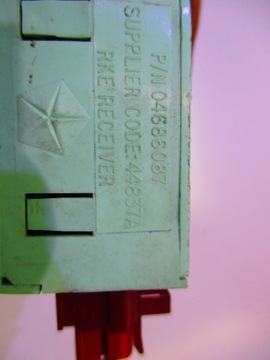 P/N 04686087
SUPPLIER CODE:44837A
RKE RECEIVER